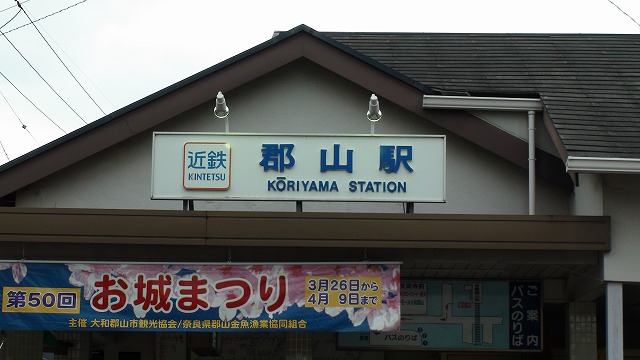 近鉄
KINTETSU
郡山駅
KŌRIYAMA STATION
第50回
お城まつり
3月26日から
4月 9日まで
主催 大和郡山市観光協会/奈良県郡山金魚漁業協同組合
ご案内
バスのりば